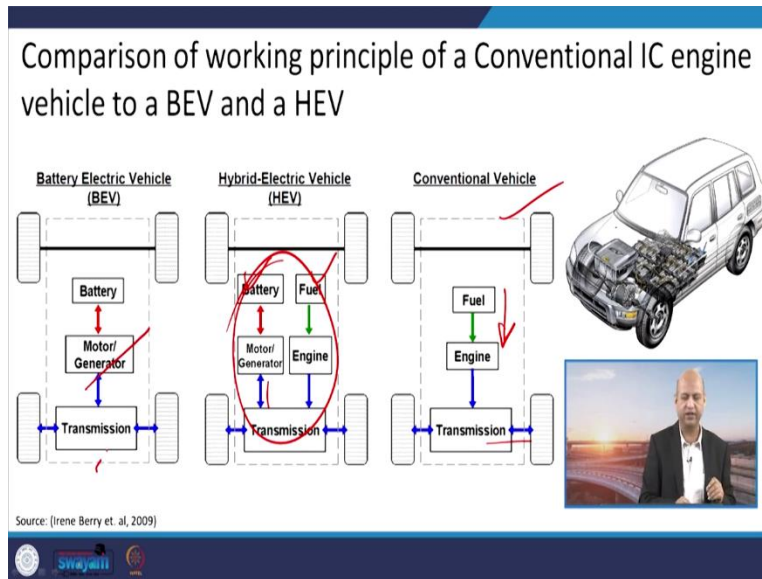 Comparison of working principle of a Conventional IC engine
vehicle to a BEV and a HEV
Battery Electric Vehicle
(BEV)
Battery
Motor/
Generator
Transmission
Hybrid-Electric Vehicle
(HEV)
Battery
Fuel
Motor/
Generator
Engine
Transmission
Conventional Vehicle
Fuel
Engine
Transmission
Source: (Irene Berry et. al, 2009)
swayam